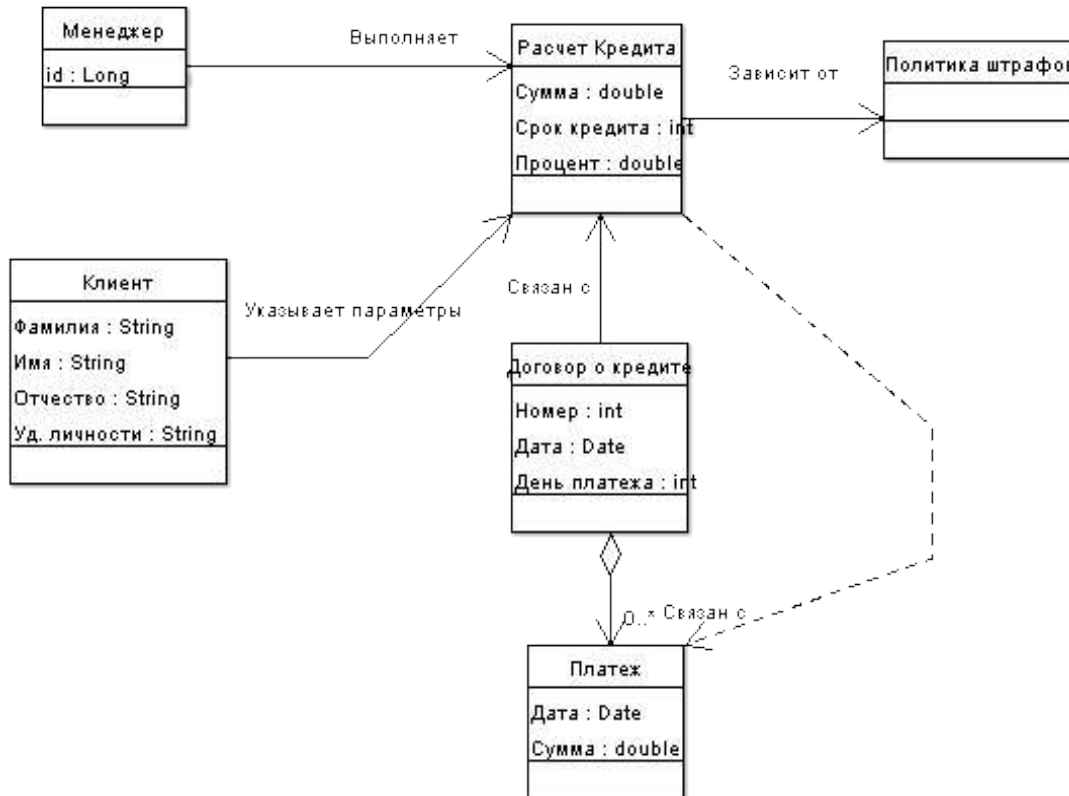 Менеджер
id : Long
Выполняет
Расчет Кредита
Сумма : double
Срок кредита : int
Процент : double
Зависит от
Политика штрафов
Клиент
Фамилия : String
Имя : String
Отчество : String
Уд. личности : String
Указывает параметры
Связан с
Договор о кредите
Номер : int
Дата : Date
День платежа : int
0..* Связан с
Платеж
Дата : Date
Сумма : double